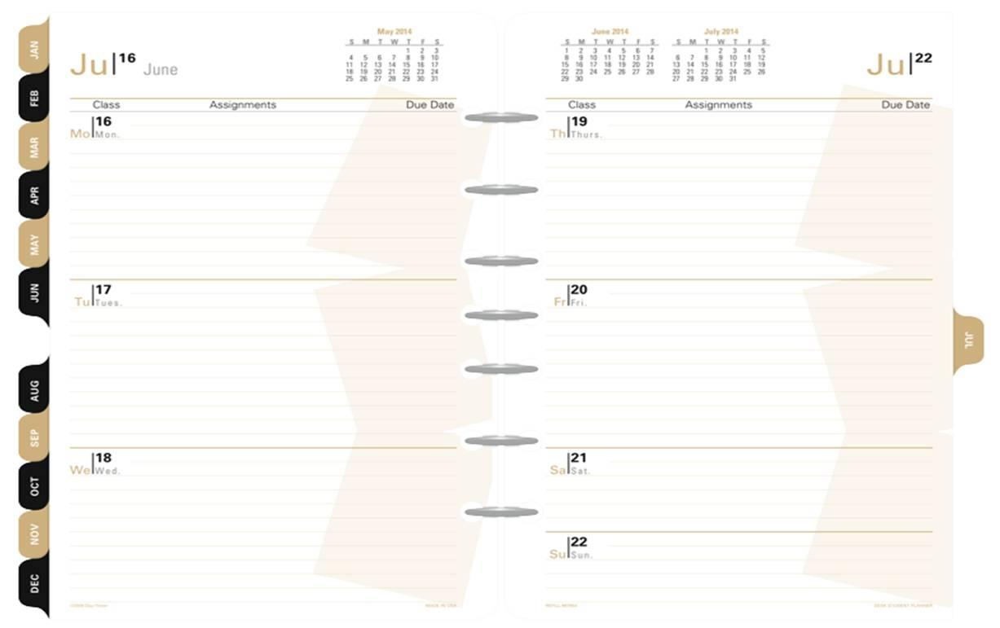 JAN
FEB
MAR
APR
MAY
JUN
AUG
SEP
OCT
NOV
DEC
Ju 16 June
May 2014
S M T W T F S
1 2 3
4 5 6 7 8 9 10
11 12 13 14 15 16 17
18 19 20 21 22 23 24
25 26 27 28 29 30 31
Class Assignments Due Date
Mo 16
Mon.
Tu 17
Tues.
We 18
Wed.
MADE IN USA
June 2014
S M T W T F S
1 2 3 4 5 6 7
8 9 10 11 12 13 14
15 16 17 18 19 20 21
22 23 24 25 26 27 28
29 30
July 2014
S M T W T F S
1 2 3 4 5
6 7 8 9 10 11 12
13 14 15 16 17 18 19
20 21 22 23 24 25 26
27 28 29 30 31
Ju 22
Class Assignments Due Date
Th 19
Thurs.
Fr 20
Fri.
Sa 21
Sat.
Su 22
Sun.
DESK STUDENT PLANNER
JUL